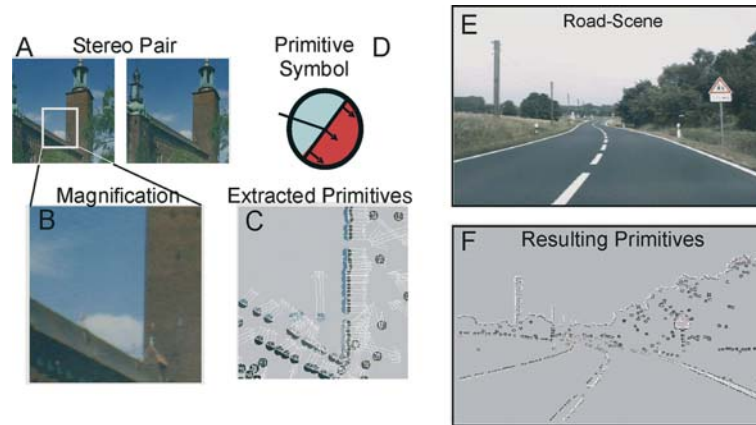 A
Stereo Pair
Primitive
Symbol
D
Magnification
B
Extracted Primitives
C
E
Road-Scene
F
Resulting Primitives